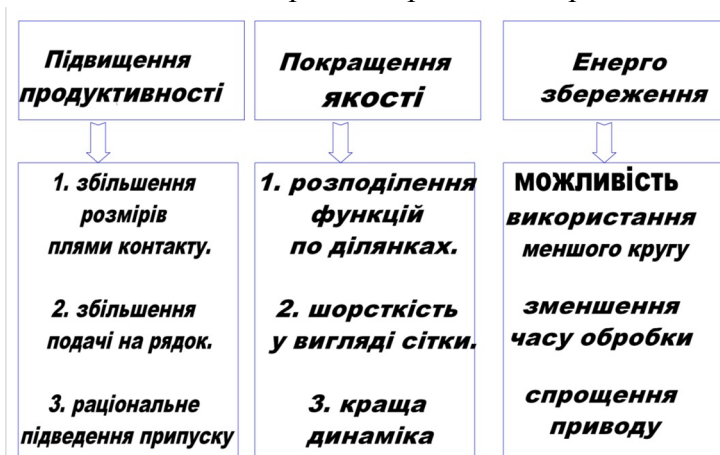 Підвищення
продуктивності
Покращення
якості
Енерго
збереження
1. збільшення
розмірів
плями контакту.
2. збільшення
подачі на рядок.
3. раціональне
підведення припуску
1. розподілення
функцій
по ділянках.
2. шорсткість
у вигляді сітки.
3. краща
динаміка
можливість
використання
меншого кругу
зменшення
часу обробки
спрощення
приводу